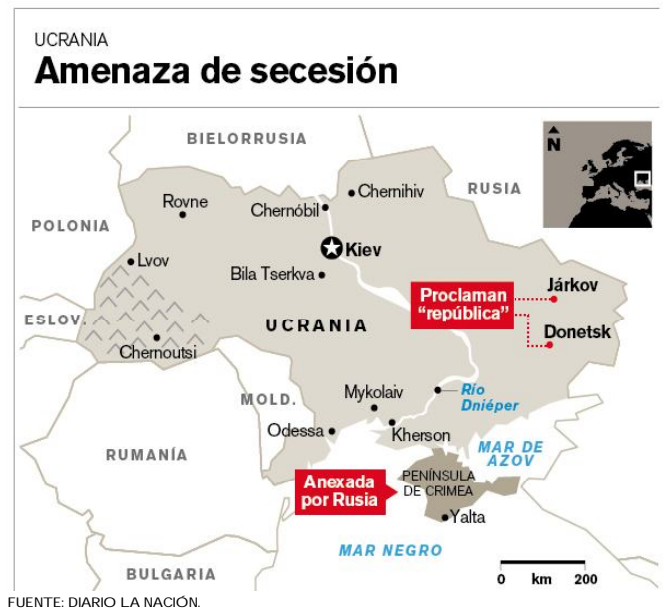 UCRANIA
Amenaza de secesión
BIELORRUSIA
N
Rovne
Chernóbil
Chernihiv
RUSIA
POLONIA
Kiev
Lvov
Bila Tserkva
Proclaman
“república”
Járkov
ESLOV.
UCRANIA
Donetsk
Chernoutsi
MOLD.
Mykolaiv
Río
Dniéper
Odessa
Kherson
RUMANÍA
MAR DE
AZOV
Anexada
por Rusia
PENÍNSULA
DE CRIMEA
Yalta
MAR NEGRO
BULGARIA
0 km 200
FUENTE: DIARIO LA NACIÓN.